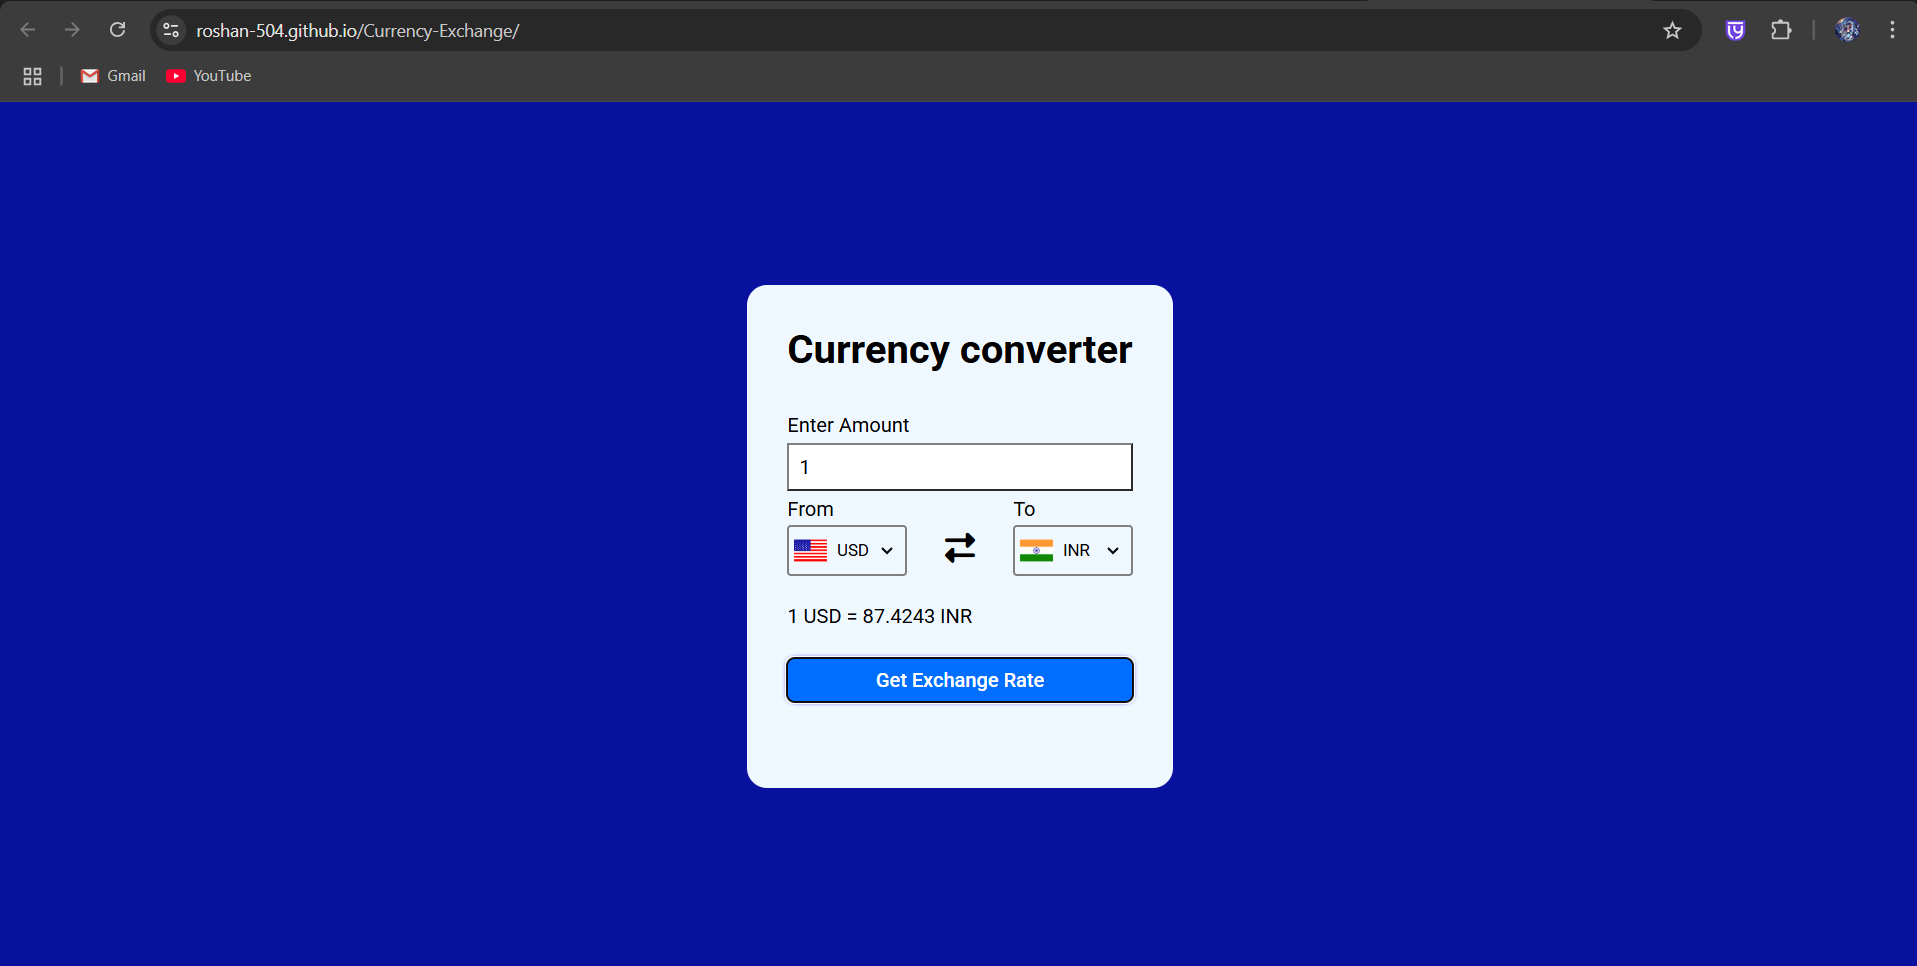 roshan-504.github.io/Currency-Exchange/
Gmail YouTube
Currency converter
Enter Amount
1
From To
USD INR
1 USD = 87.4243 INR
Get Exchange Rate